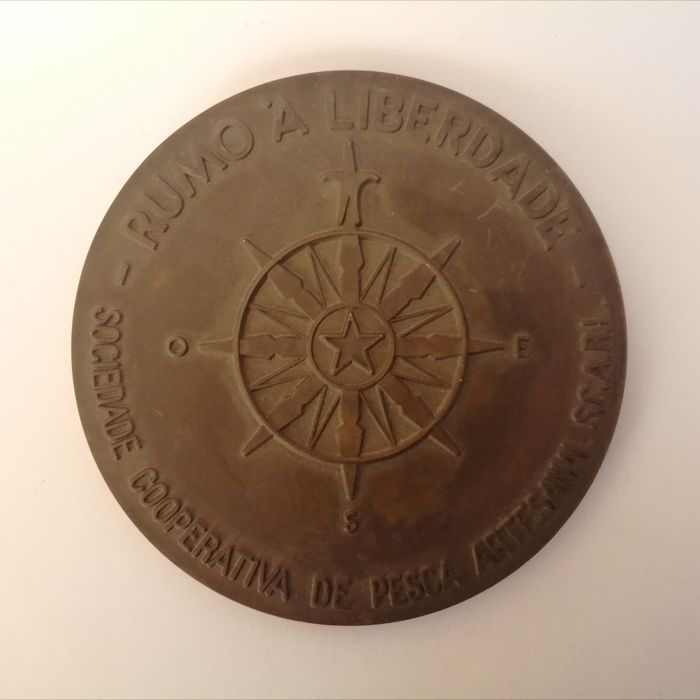 - RUMO À LIBERDADE -
O
E
S
SOCIEDADE COOPERATIVA DE PESCA ARTESANAL S.C.A.R.L.